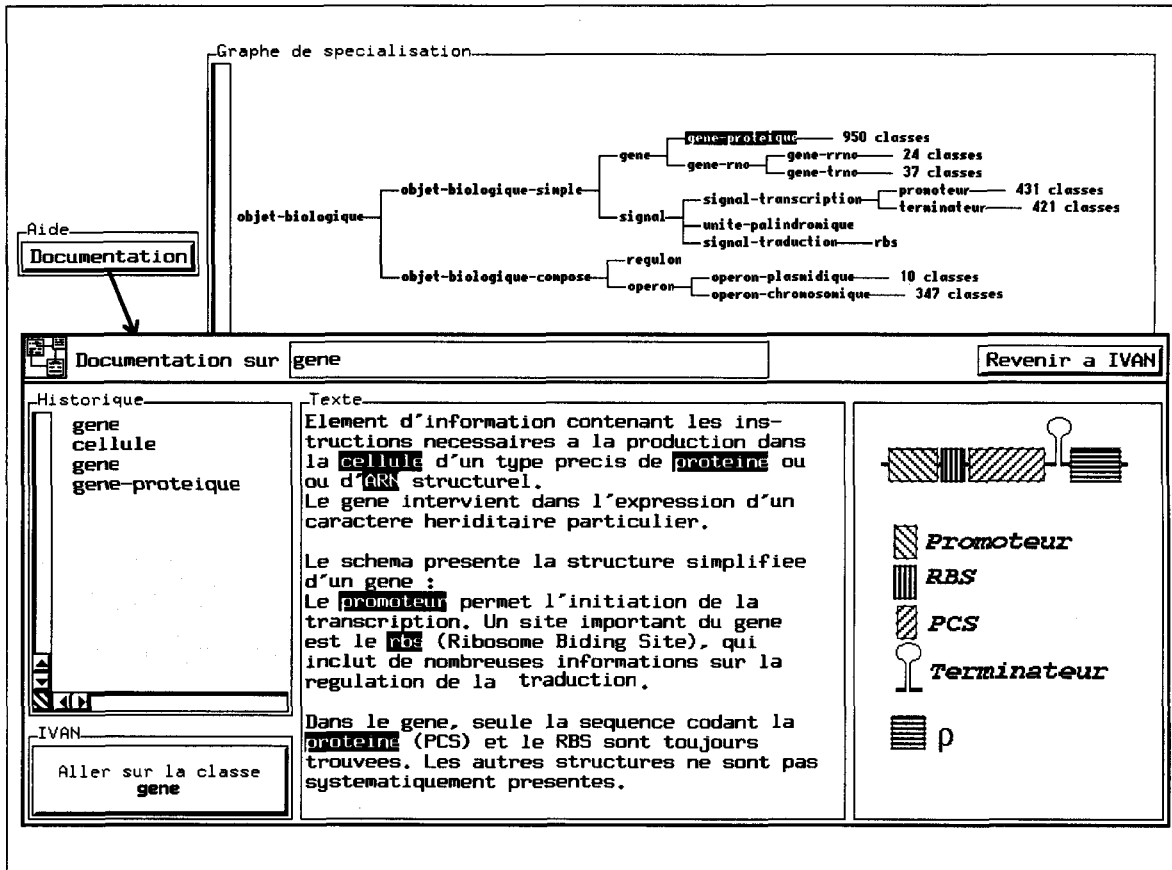 Graphe de specialisation
gene-proteique 950 classes
gene gene-rrna 24 classes
gene-rna
gene-trna 37 classes
objet-biologique-simple
signal-transcription promoteur 431 classes
terminateur 421 classes
objet-biologique signal unite-palindromique
signal-traduction rbs
regulon
objet-biologique-compose
operon operon-plasmidique 10 classes
operon-chromosomique 347 classes
Aide
Documentation
Documentation sur gene
Revenir a IVAN
Historique
gene
cellule
gene
gene-proteique
IVAN
Aller sur la classe
gene
Texte
Element d'information contenant les ins-
tructions necessaires a la production dans
la cellule d'un type precis de proteine ou
ou d'ARN structurel.
Le gene intervient dans l'expression d'un
caractere heriditaire particulier.
Le schema presente la structure simplifiee
d'un gene :
Le promoteur permet l'initiation de la
transcription. Un site important du gene
est le rbs (Ribosome Biding Site), qui
inclut de nombreuses informations sur la
regulation de la traduction.
Dans le gene, seule la sequence codant la
proteine (PCS) et le RBS sont toujours
trouvees. Les autres structures ne sont pas
systematiquement presentes.
Promoteur
RBS
PCS
Terminateur
ρ